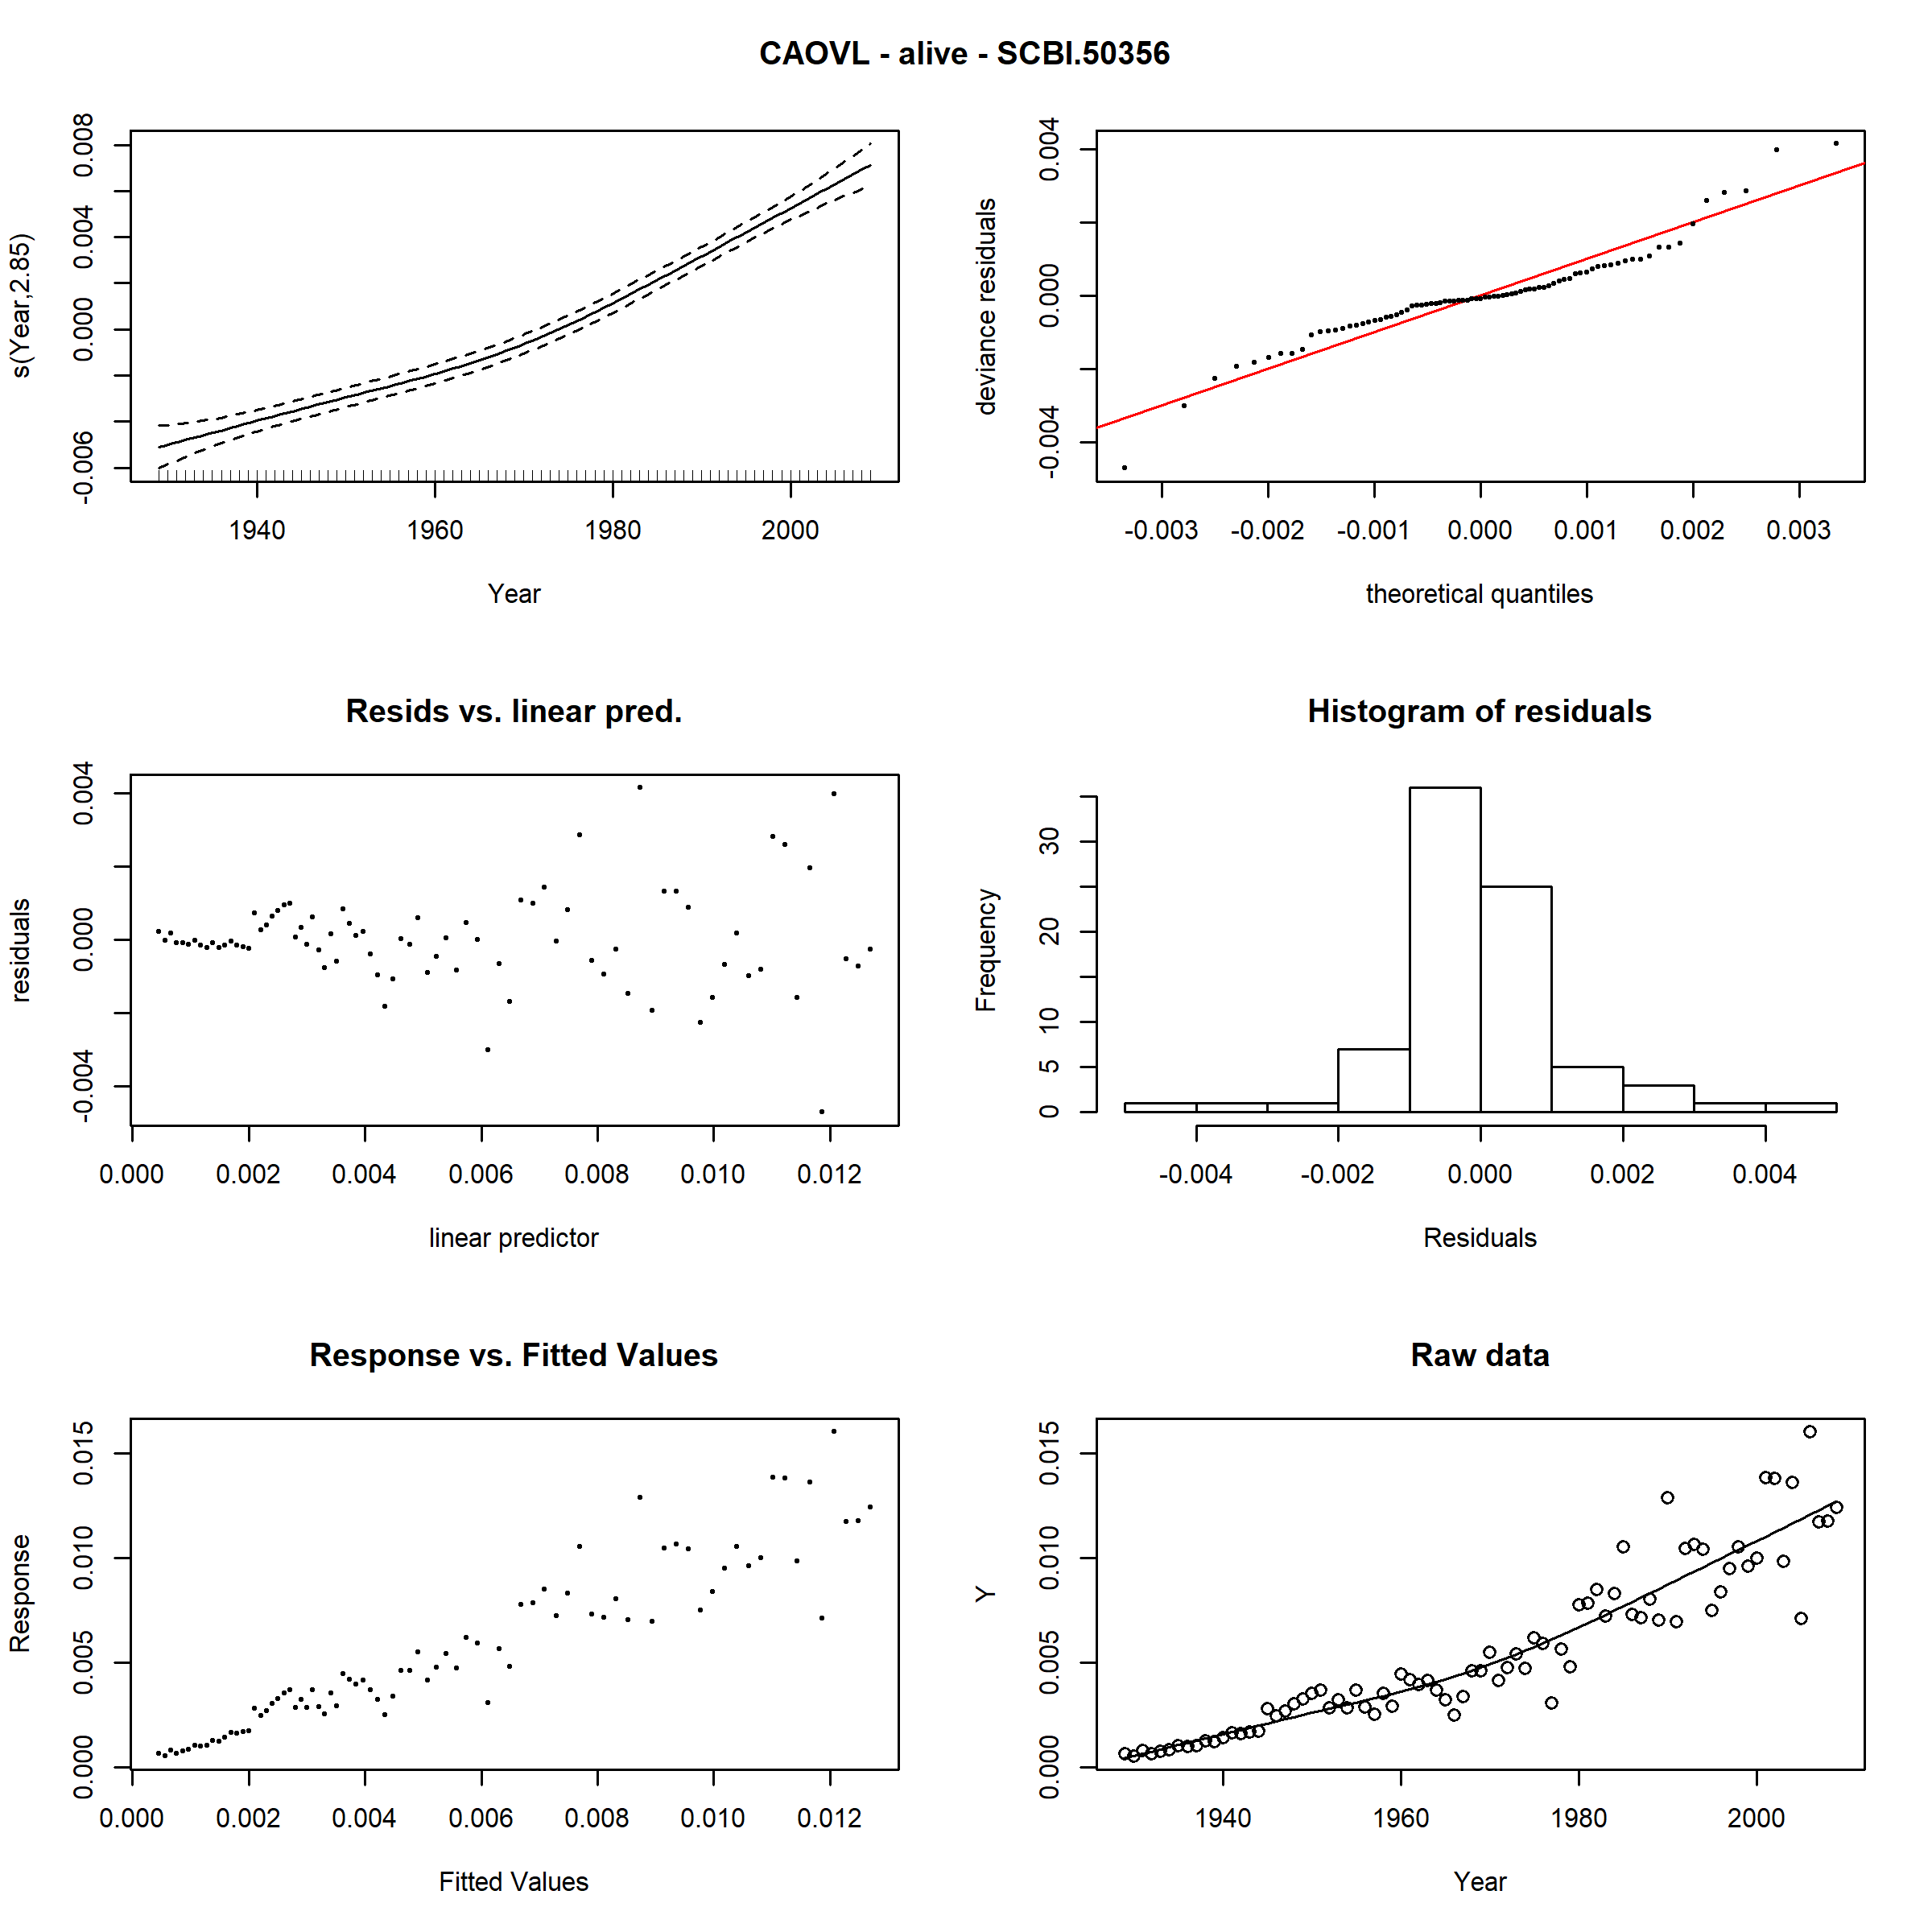 CAOVL - alive - SCBI.50356
s(Year,2.85)
0.008
0.004
0.000
-0.006
1940 1960 1980 2000
Year
deviance residuals
0.004
0.000
-0.004
-0.003 -0.002 -0.001 0.000 0.001 0.002 0.003
theoretical quantiles
Resids vs. linear pred.
residuals
0.004
0.000
-0.004
0.000 0.002 0.004 0.006 0.008 0.010 0.012
linear predictor
Histogram of residuals
Frequency
30
20
10
5
0
-0.004 -0.002 0.000 0.002 0.004
Residuals
Response vs. Fitted Values
Response
0.015
0.010
0.005
0.000
0.000 0.002 0.004 0.006 0.008 0.010 0.012
Fitted Values
Raw data
Y
0.015
0.010
0.005
0.000
1940 1960 1980 2000
Year